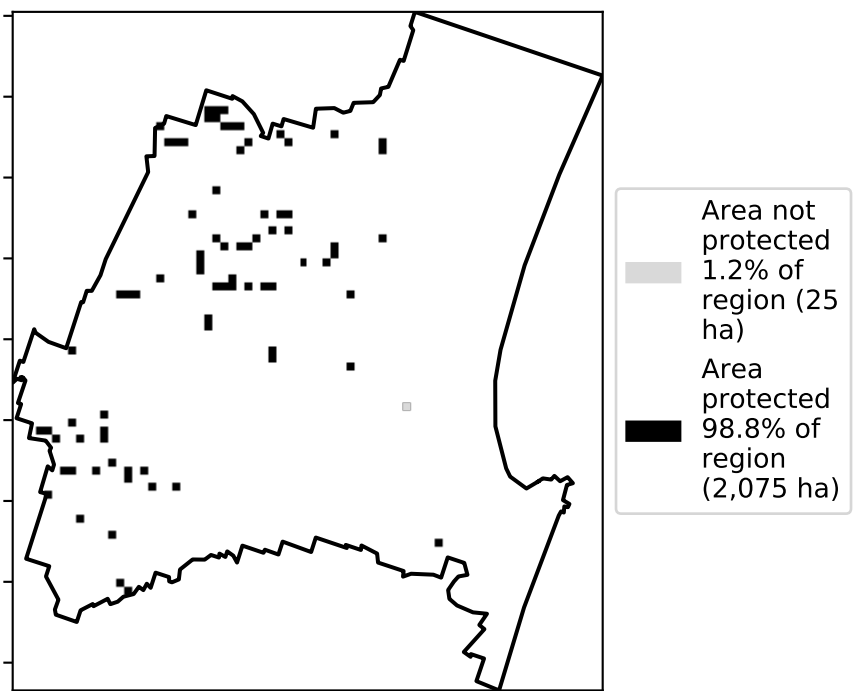 Area not
protected
1.2% of
region (25
ha)
Area
protected
98.8% of
region
(2,075 ha)